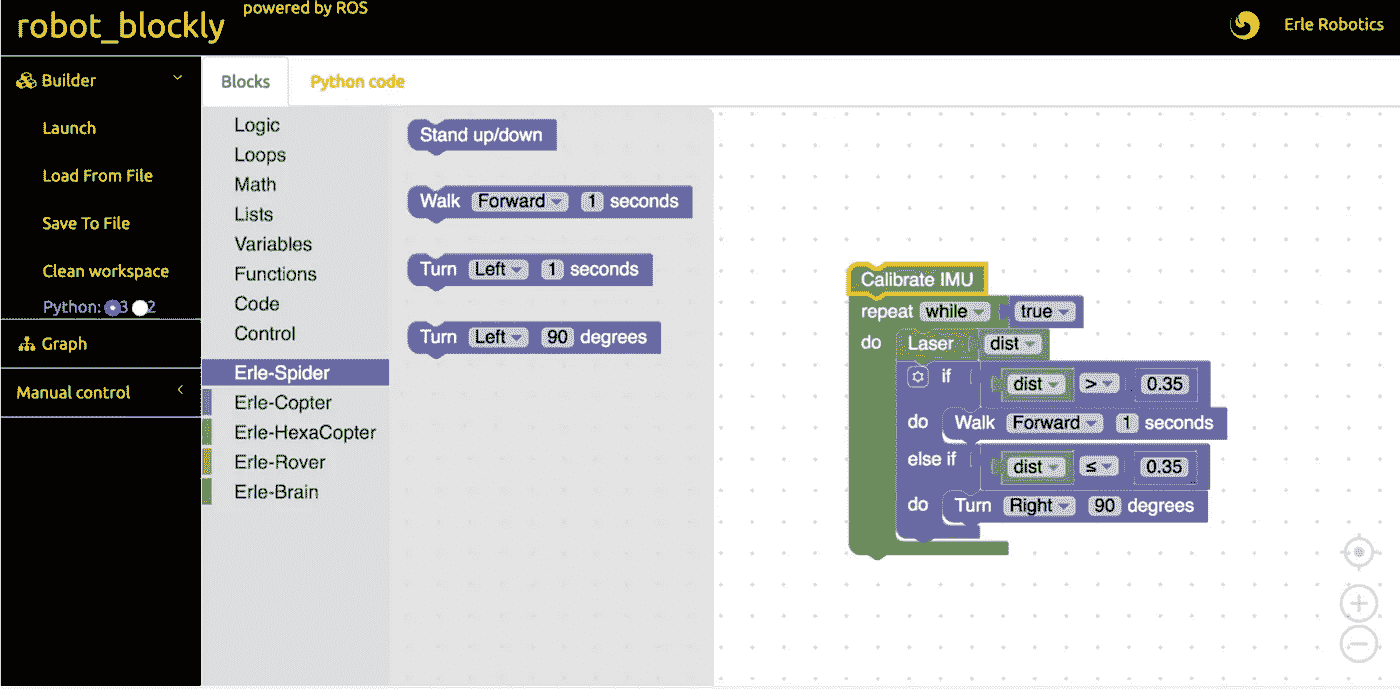 powered by ROS
robot_blockly
Erle Robotics
Builder
Launch
Load From File
Save To File
Clean workspace
Python: 3 2
Graph
Manual control
Blocks Python code
Logic
Loops
Math
Lists
Variables
Functions
Code
Control
Erle-Spider
Erle-Copter
Erle-HexaCopter
Erle-Rover
Erle-Brain
Stand up/down
Walk Forward 1 seconds
Turn Left 1 seconds
Turn Left 90 degrees
Calibrate IMU
repeat while true
do Laser dist
if dist > 0.35
do Walk Forward 1 seconds
else if dist ≤ 0.35
do Turn Right 90 degrees